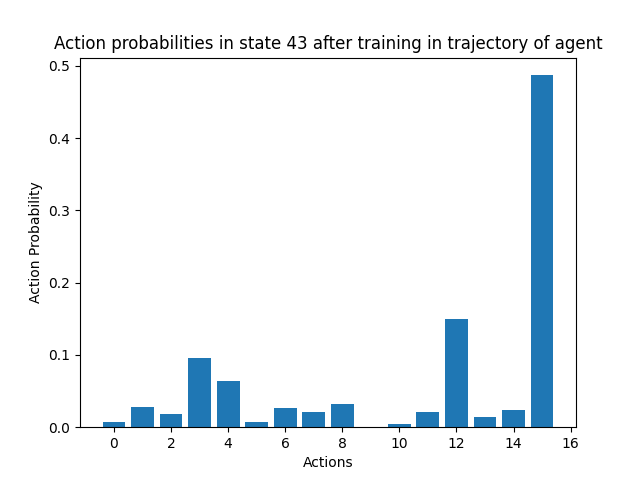 Action probabilities in state 43 after training in trajectory of agent
0.5
0.4
0.3
0.2
0.1
0.0
Action Probability
0 2 4 6 8 10 12 14 16
Actions